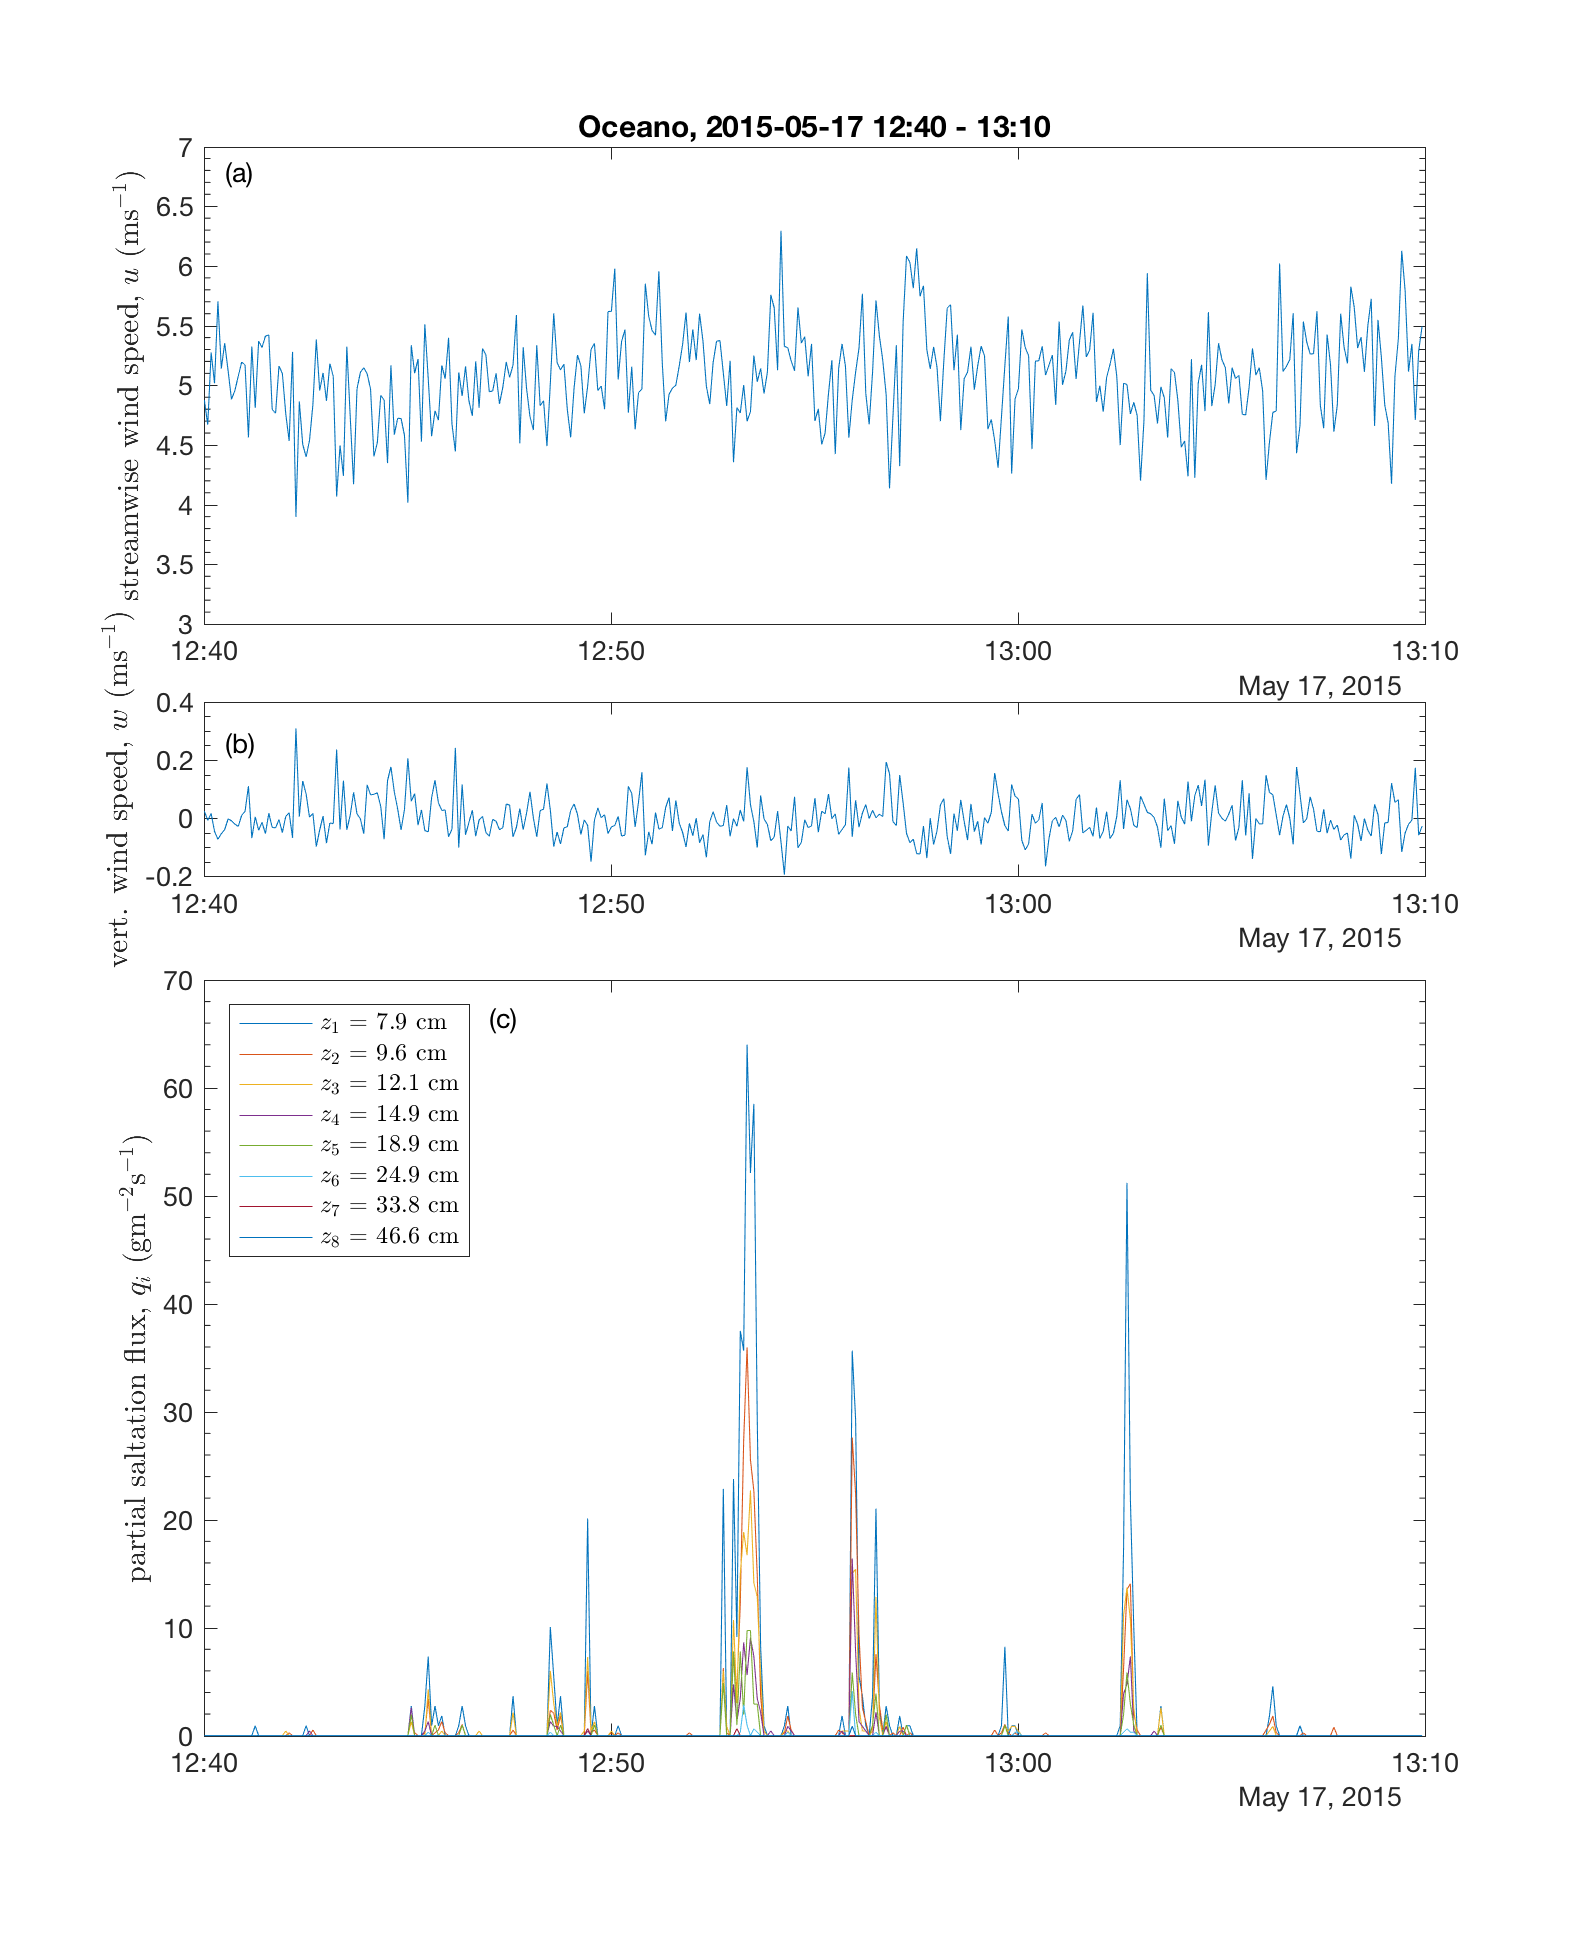 Oceano, 2015-05-17 12:40 - 13:10
(a)
streamwise wind speed, u (ms⁻¹)
7
6.5
6
5.5
5
4.5
4
3.5
3
12:40 12:50 13:00 13:10
May 17, 2015
(b)
vert. wind speed, w (ms⁻¹)
0.4
0.2
0
-0.2
12:40 12:50 13:00 13:10
May 17, 2015
(c)
partial saltation flux, qᵢ (gm⁻²s⁻¹)
70
60
50
40
30
20
10
0
z₁ = 7.9 cm
z₂ = 9.6 cm
z₃ = 12.1 cm
z₄ = 14.9 cm
z₅ = 18.9 cm
z₆ = 24.9 cm
z₇ = 33.8 cm
z₈ = 46.6 cm
12:40 12:50 13:00 13:10
May 17, 2015